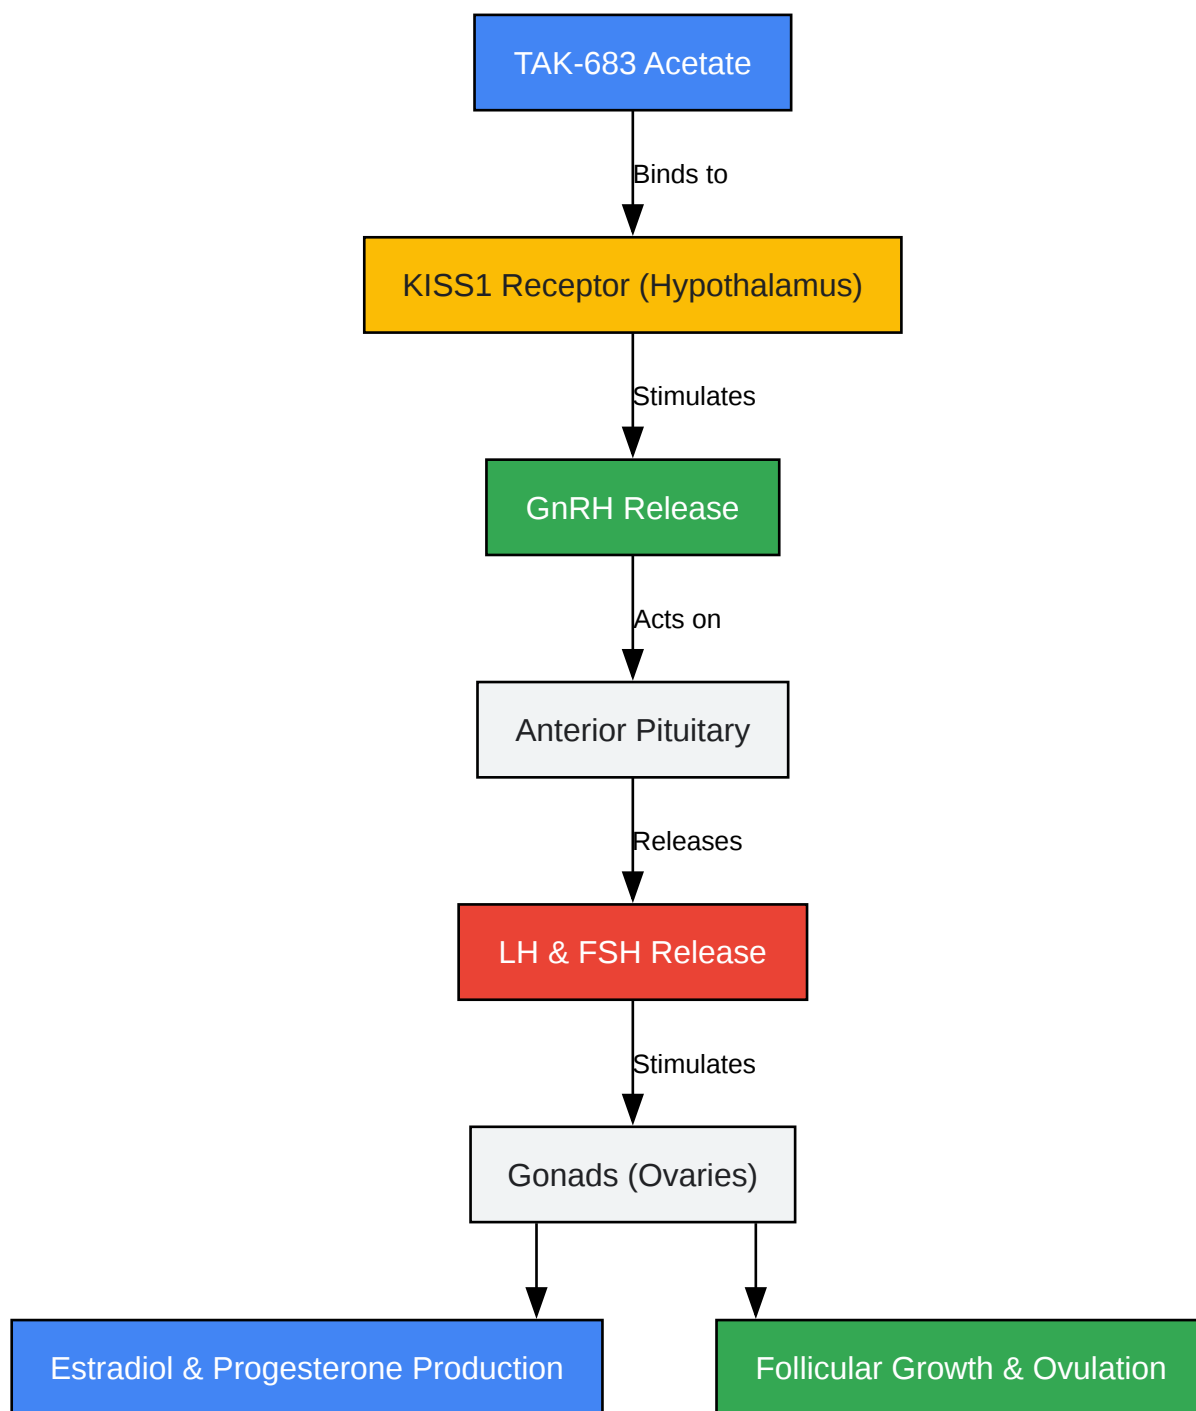 TAK-683 Acetate
Binds to
KISS1 Receptor (Hypothalamus)
Stimulates
GnRH Release
Acts on
Anterior Pituitary
Releases
LH & FSH Release
Stimulates
Gonads (Ovaries)
Estradiol & Progesterone Production
Follicular Growth & Ovulation